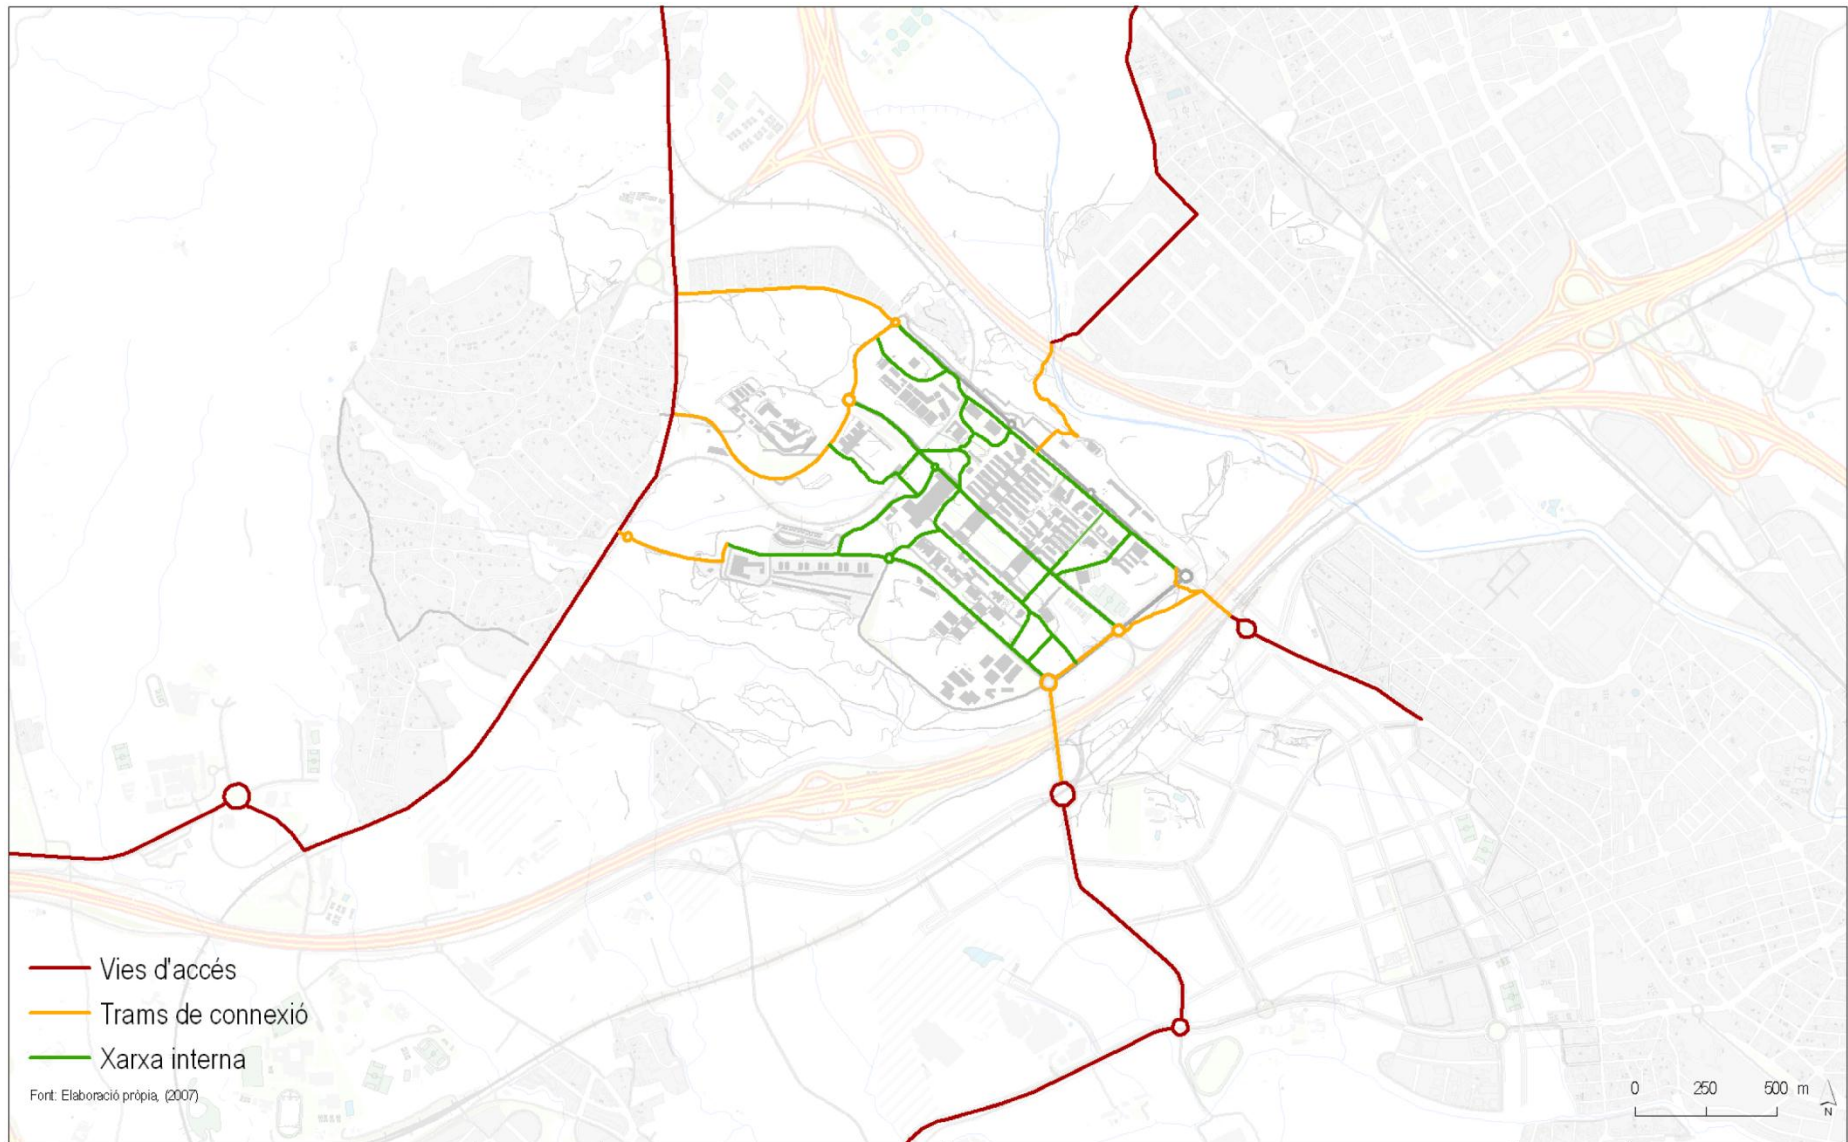 Vies d'accés
Trams de connexió
Xarxa interna
Font: Elaboració pròpia, (2007)
0 250 500 m
N